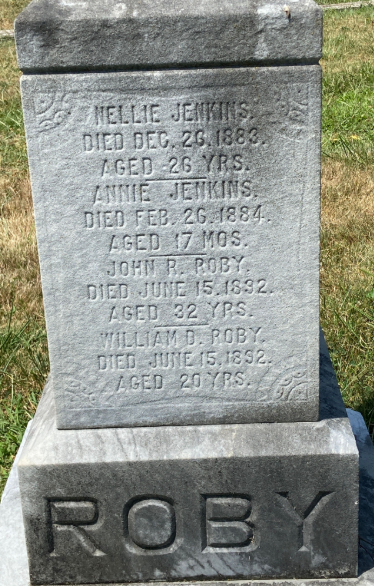 NELLIE JENKINS.
DIED DEC. 26. 1883.
AGED 26 YRS.
ANNIE JENKINS.
DIED FEB. 26. 1884.
AGED 17 MOS.
JOHN R. ROBY.
DIED JUNE 15. 1892.
AGED 32 YRS.
WILLIAM D. ROBY.
DIED JUNE 15. 1892.
AGED 20 YRS.
ROBY